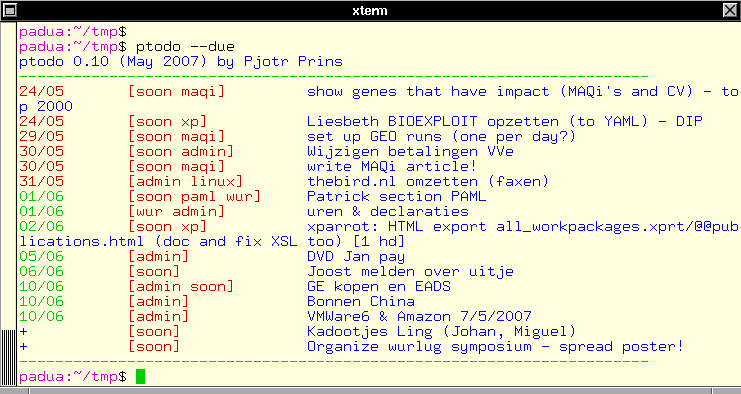 xterm
padua:~/tmp$
padua:~/tmp$ ptodo --due
ptodo 0.10 (May 2007) by Pjotr Prins
------------------------------------------------------------------------
24/05 [soon maqi] show genes that have impact (MAQi's and CV) - to
p 2000
24/05 [soon xp] Liesbeth BIOEXPLOIT opzetten (to YAML) - DIP
29/05 [soon maqi] set up GEO runs (one per day?)
30/05 [soon admin] Wijzigen betalingen VVe
30/05 [soon maqi] write MAQi article!
31/05 [admin linux] thebird.nl omzetten (faxen)
01/06 [soon paml wur] Patrick section PAML
01/06 [wur admin] uren & declaraties
02/06 [soon xp] xparrot: HTML export all_workpackages.xprt/@@pub
lications.html (doc and fix XSL too) [1 hd]
05/06 [admin] DVD Jan pay
06/06 [soon] Joost melden over uitje
10/06 [admin soon] GE kopen en EADS
10/06 [admin] Bonnen China
10/06 [admin] VMWare6 & Amazon 7/5/2007
+ [soon] Kadootjes Ling (Johan, Miguel)
+ [soon] Organize wurlug symposium - spread poster!
------------------------------------------------------------------------
padua:~/tmp$